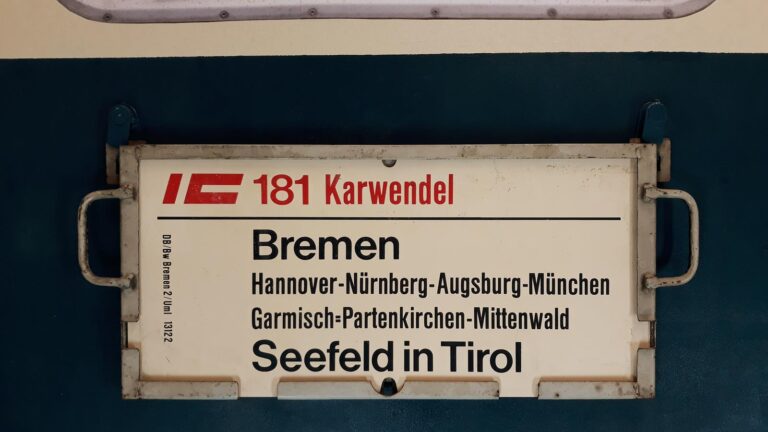 IC 181 Karwendel
Bremen
Hannover-Nürnberg-Augsburg-München
Garmisch=Partenkirchen-Mittenwald
Seefeld in Tirol
DB/Bw Bremen 2/Uml 13122